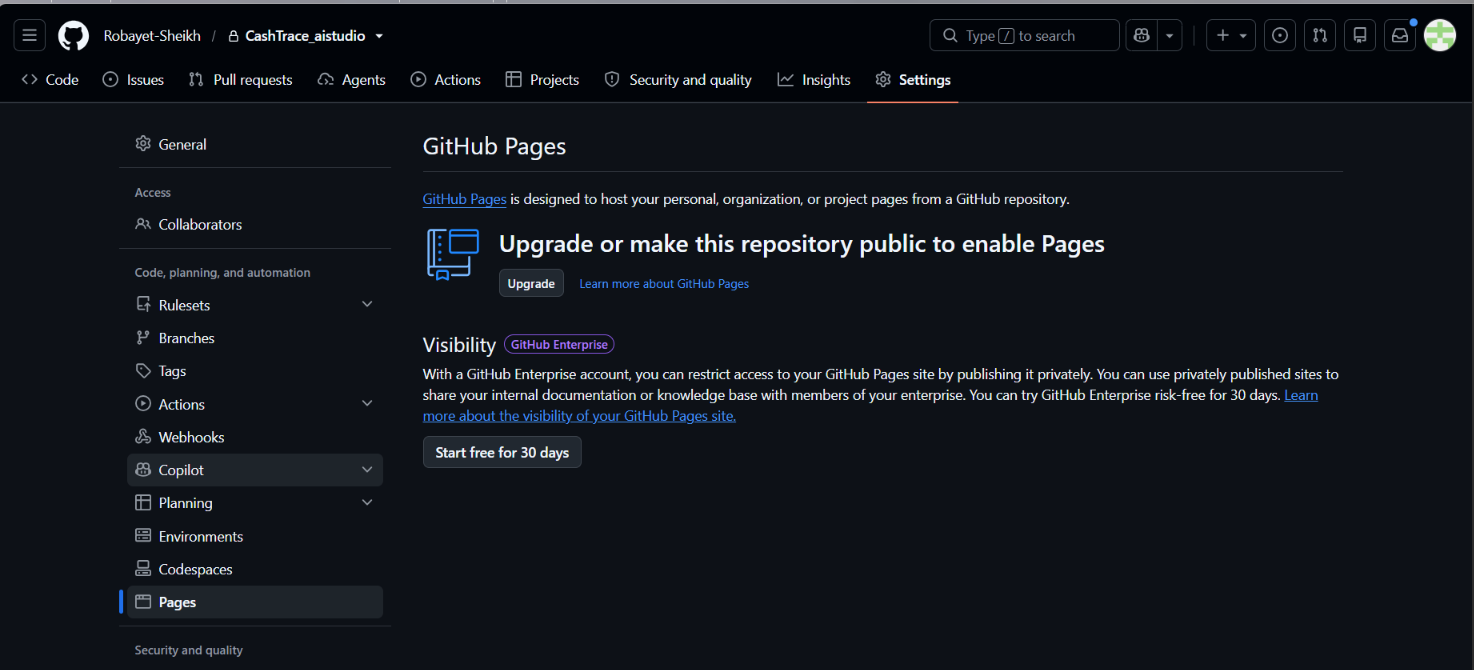 Robayet-Sheikh / CashTrace_aistudio
Type / to search
Code
Issues
Pull requests
Agents
Actions
Projects
Security and quality
Insights
Settings
General
Access
Collaborators
Code, planning, and automation
Rulesets
Branches
Tags
Actions
Webhooks
Copilot
Planning
Environments
Codespaces
Pages
Security and quality
GitHub Pages
GitHub Pages is designed to host your personal, organization, or project pages from a GitHub repository.
Upgrade or make this repository public to enable Pages
Upgrade
Learn more about GitHub Pages
Visibility GitHub Enterprise
With a GitHub Enterprise account, you can restrict access to your GitHub Pages site by publishing it privately. You can use privately published sites to
share your internal documentation or knowledge base with members of your enterprise. You can try GitHub Enterprise risk-free for 30 days. Learn
more about the visibility of your GitHub Pages site.
Start free for 30 days